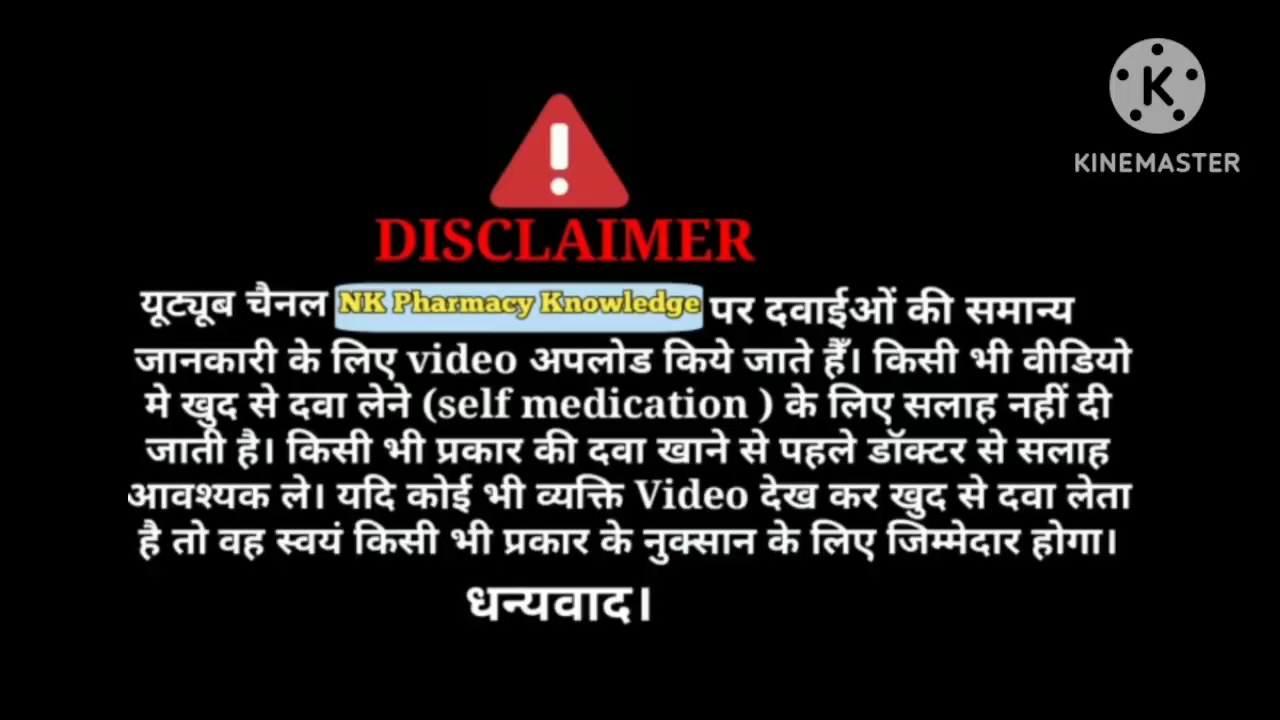 KINEMASTER
DISCLAIMER
यूट्यूब चैनल NK Pharmacy Knowledge पर दवाईओं की समान्य
जानकारी के लिए video अपलोड किये जाते हैँ। किसी भी वीडियो
मे खुद से दवा लेने (self medication ) के लिए सलाह नहीं दी
जाती है। किसी भी प्रकार की दवा खाने से पहले डॉक्टर से सलाह
आवश्यक ले। यदि कोई भी व्यक्ति Video देख कर खुद से दवा लेता
है तो वह स्वयं किसी भी प्रकार के नुक्सान के लिए जिम्मेदार होगा।
धन्यवाद।